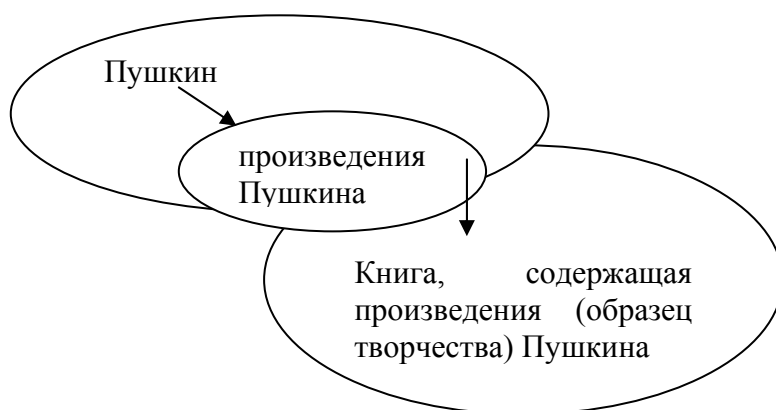 Пушкин
произведения
Пушкина
Книга, содержащая
произведения (образец
творчества) Пушкина